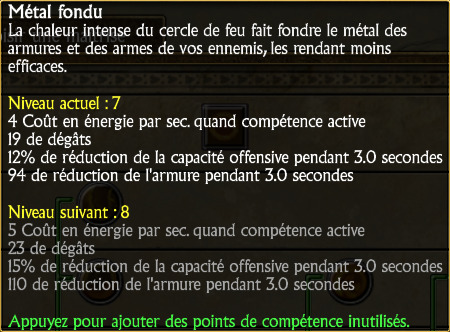 Métal fondu
La chaleur intense du cercle de feu fait fondre le métal des
armures et des armes de vos ennemis, les rendant moins
efficaces.
Niveau actuel : 7
4 Coût en énergie par sec. quand compétence active
19 de dégâts
12% de réduction de la capacité offensive pendant 3.0 secondes
94 de réduction de l'armure pendant 3.0 secondes
Niveau suivant : 8
5 Coût en énergie par sec. quand compétence active
23 de dégâts
15% de réduction de la capacité offensive pendant 3.0 secondes
110 de réduction de l'armure pendant 3.0 secondes
Appuyez pour ajouter des points de compétence inutilisés.